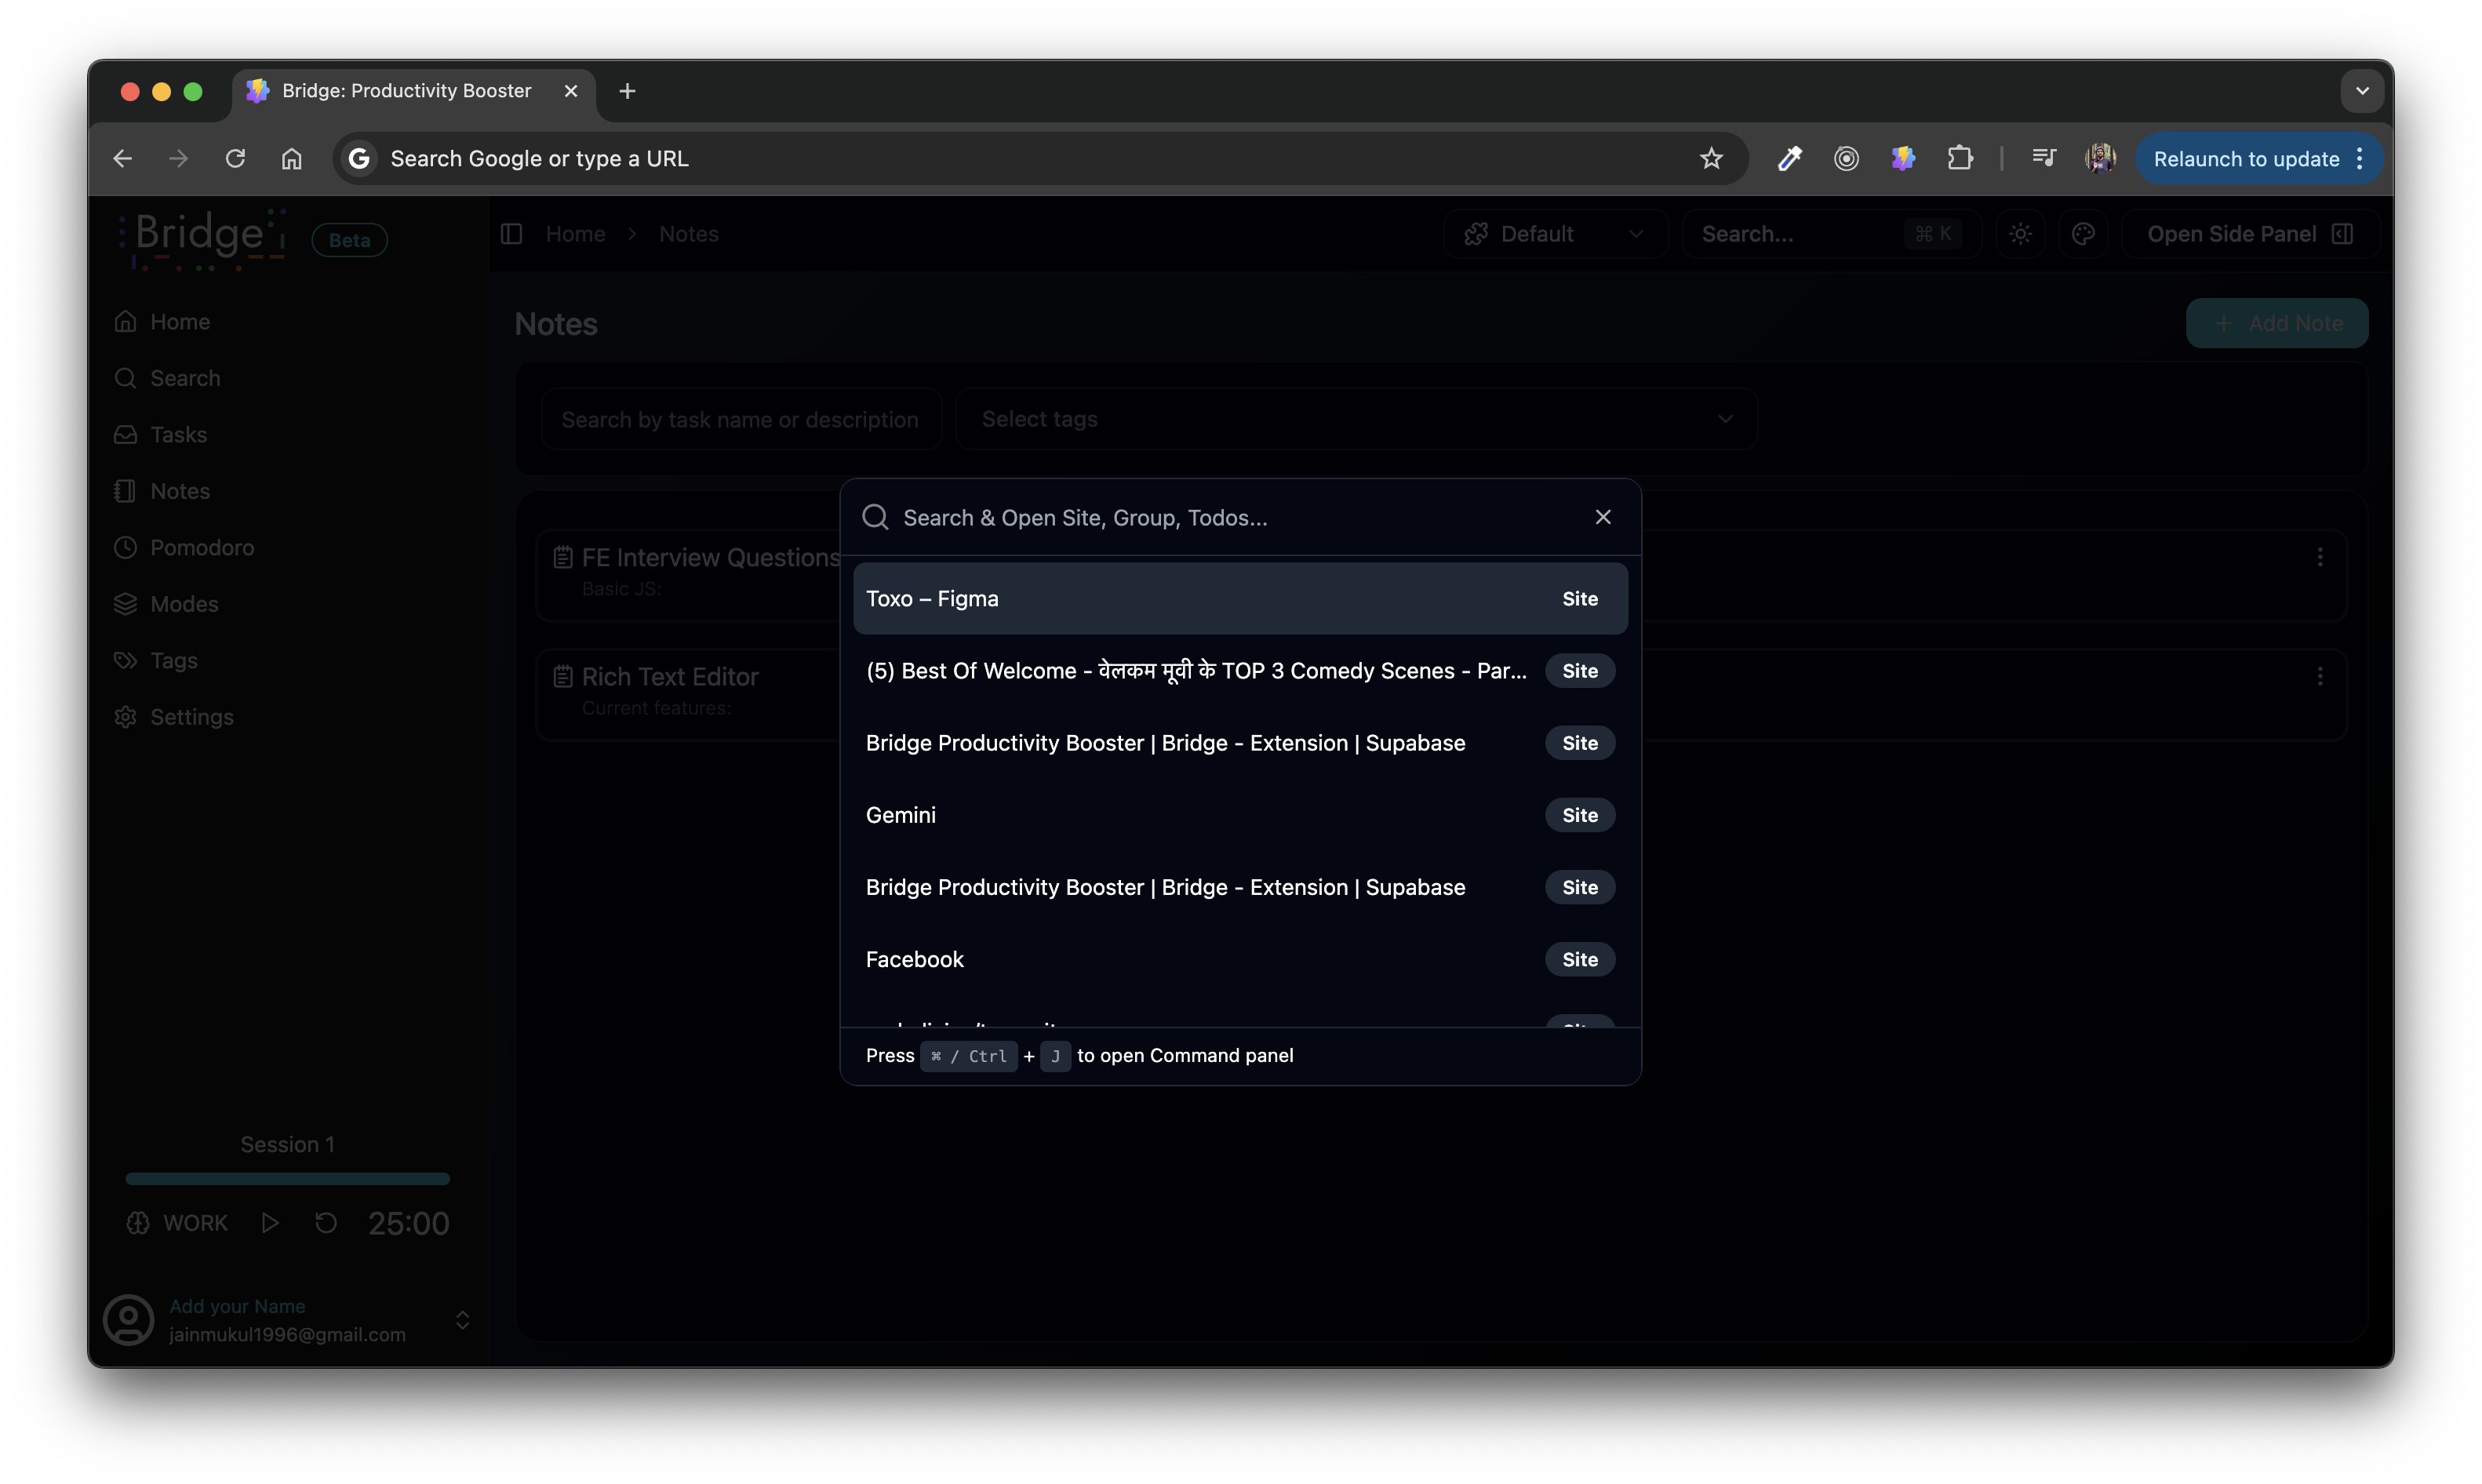 Bridge: Productivity Booster
Search Google or type a URL
Relaunch to update
Bridge Beta
Home
Search
Tasks
Notes
Pomodoro
Modes
Tags
Settings
Session 1
WORK 25:00
Add your Name
jainmukul1996@gmail.com
Home > Notes
Default
Search... ⌘ K
Open Side Panel
Notes
+ Add Note
Search by task name or description
Select tags
FE Interview Questions
Basic JS:
Rich Text Editor
Current features:
Search & Open Site, Group, Todos...
Toxo – Figma Site
(5) Best Of Welcome - वेलकम मूवी के TOP 3 Comedy Scenes - Par... Site
Bridge Productivity Booster | Bridge - Extension | Supabase Site
Gemini Site
Bridge Productivity Booster | Bridge - Extension | Supabase Site
Facebook Site
Press ⌘ / Ctrl + J to open Command panel